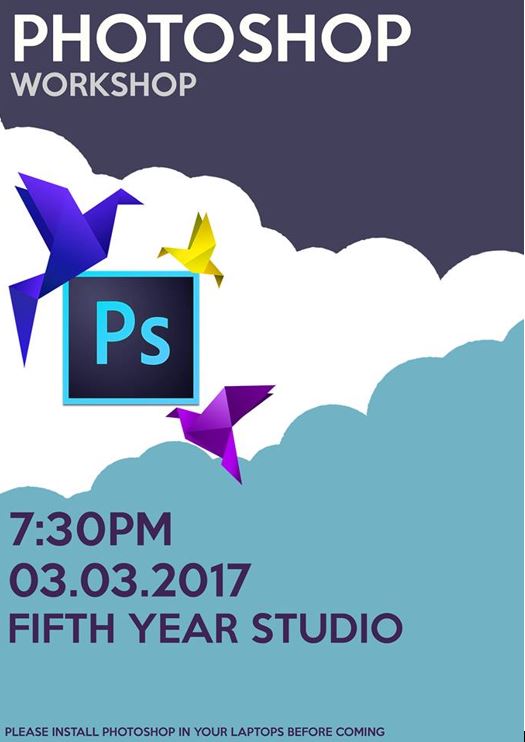 PHOTOSHOP
WORKSHOP
Ps
7:30PM
03.03.2017
FIFTH YEAR STUDIO
PLEASE INSTALL PHOTOSHOP IN YOUR LAPTOPS BEFORE COMING